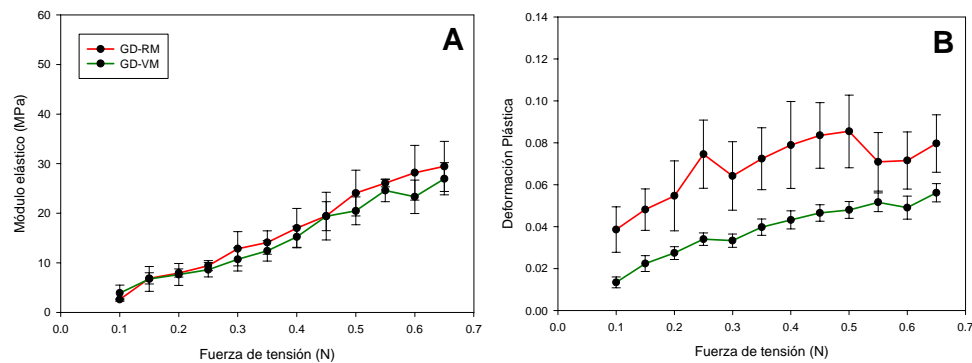 A
GD-RM
GD-VM
Módulo elástico (MPa)
60
50
40
30
20
10
0
0.0 0.1 0.2 0.3 0.4 0.5 0.6 0.7
Fuerza de tensión (N)
B
Deformación Plástica
0.14
0.12
0.10
0.08
0.06
0.04
0.02
0.00
0.0 0.1 0.2 0.3 0.4 0.5 0.6 0.7
Fuerza de tensión (N)